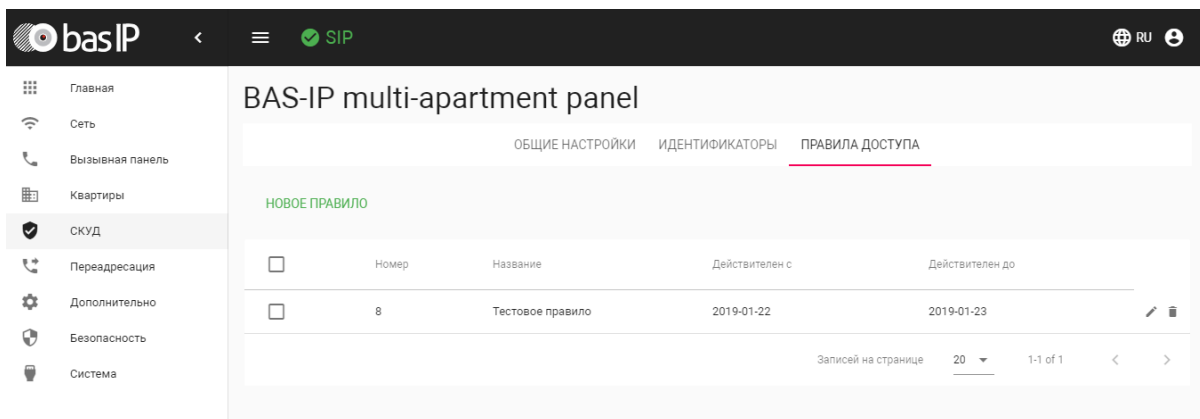 bas IP
SIP
RU
Главная
Сеть
Вызывная панель
Квартиры
СКУД
Переадресация
Дополнительно
Безопасность
Система
BAS-IP multi-apartment panel
ОБЩИЕ НАСТРОЙКИ ИДЕНТИФИКАТОРЫ ПРАВИЛА ДОСТУПА
НОВОЕ ПРАВИЛО
Номер Название Действителен с Действителен до
8 Тестовое правило 2019-01-22 2019-01-23
Записей на странице 20 1-1 of 1